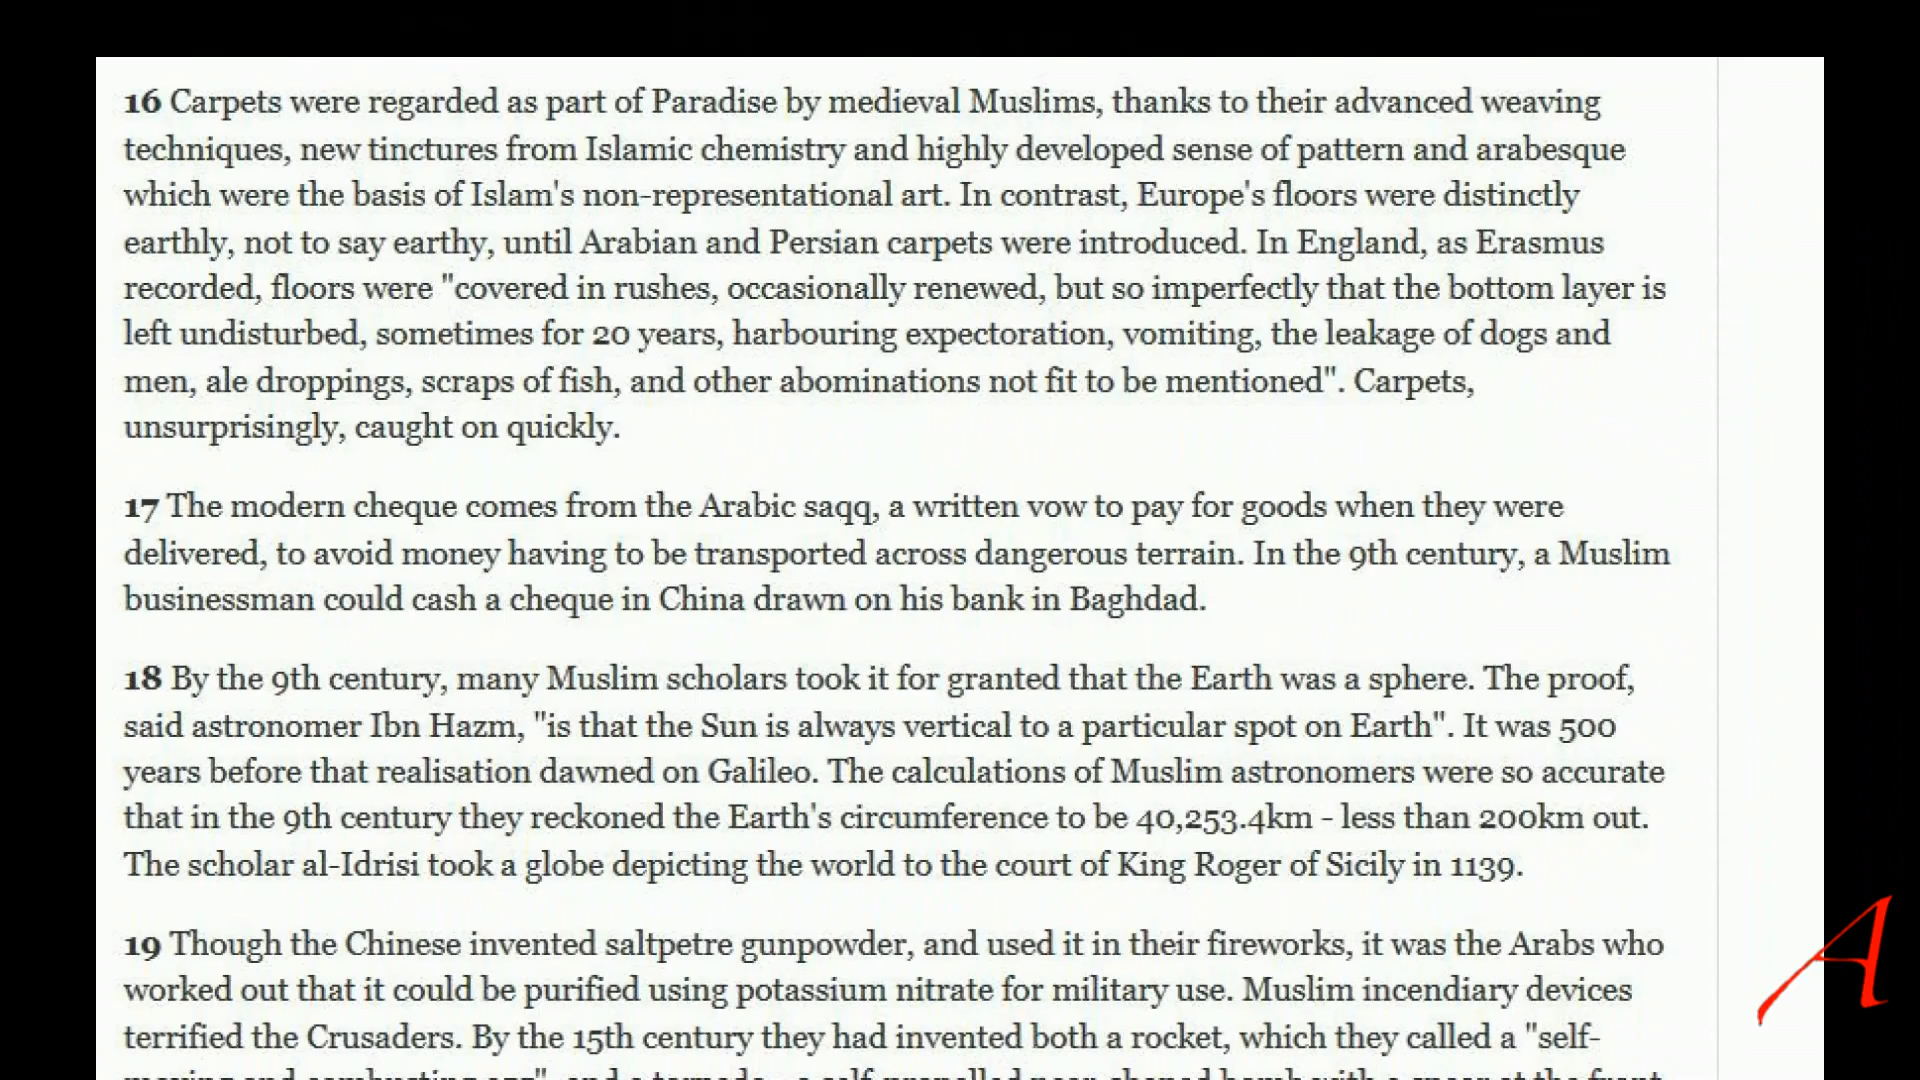 16 Carpets were regarded as part of Paradise by medieval Muslims, thanks to their advanced weaving
techniques, new tinctures from Islamic chemistry and highly developed sense of pattern and arabesque
which were the basis of Islam's non-representational art. In contrast, Europe's floors were distinctly
earthly, not to say earthy, until Arabian and Persian carpets were introduced. In England, as Erasmus
recorded, floors were "covered in rushes, occasionally renewed, but so imperfectly that the bottom layer is
left undisturbed, sometimes for 20 years, harbouring expectoration, vomiting, the leakage of dogs and
men, ale droppings, scraps of fish, and other abominations not fit to be mentioned". Carpets,
unsurprisingly, caught on quickly.
17 The modern cheque comes from the Arabic saqq, a written vow to pay for goods when they were
delivered, to avoid money having to be transported across dangerous terrain. In the 9th century, a Muslim
businessman could cash a cheque in China drawn on his bank in Baghdad.
18 By the 9th century, many Muslim scholars took it for granted that the Earth was a sphere. The proof,
said astronomer Ibn Hazm, "is that the Sun is always vertical to a particular spot on Earth". It was 500
years before that realisation dawned on Galileo. The calculations of Muslim astronomers were so accurate
that in the 9th century they reckoned the Earth's circumference to be 40,253.4km - less than 200km out.
The scholar al-Idrisi took a globe depicting the world to the court of King Roger of Sicily in 1139.
19 Though the Chinese invented saltpetre gunpowder, and used it in their fireworks, it was the Arabs who
worked out that it could be purified using potassium nitrate for military use. Muslim incendiary devices
terrified the Crusaders. By the 15th century they had invented both a rocket, which they called a "self-
A